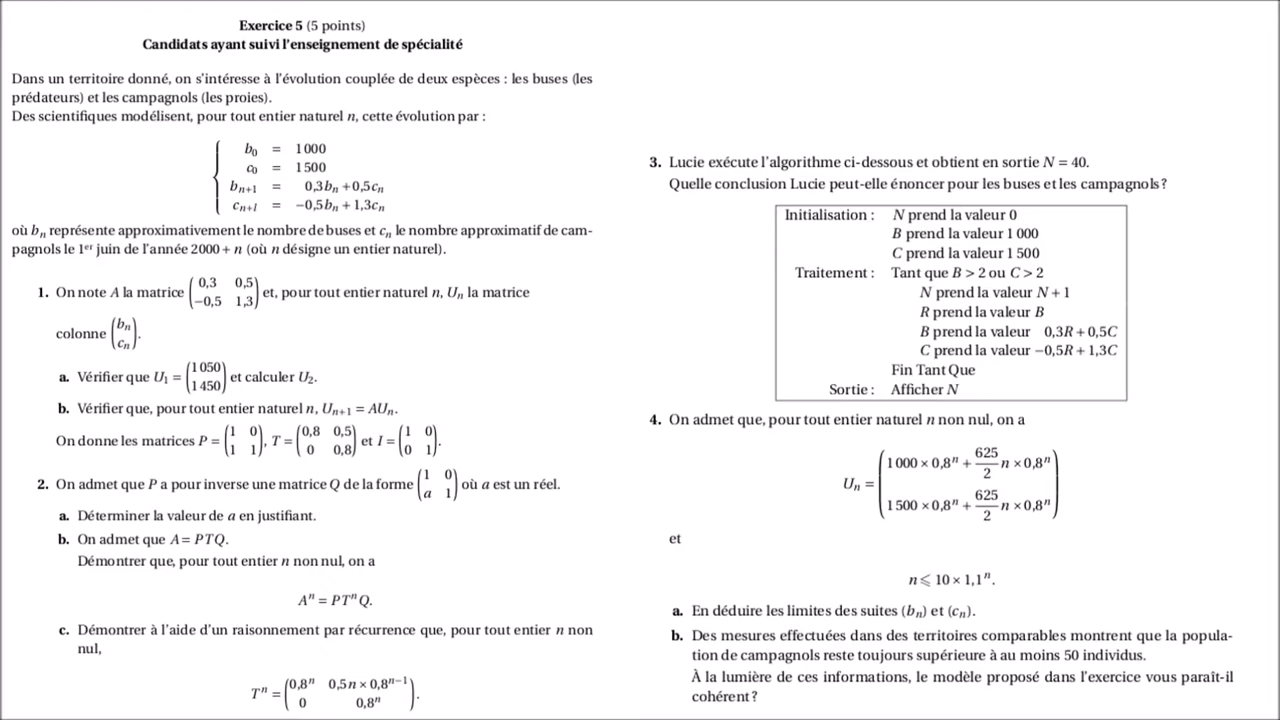 Exercice 5 (5 points)
Candidats ayant suivi l'enseignement de spécialité
Dans un territoire donné, on s'intéresse à l'évolution couplée de deux espèces : les buses (les
prédateurs) et les campagnols (les proies).
Des scientifiques modélisent, pour tout entier naturel n, cette évolution par :
b₀ = 1 000
c₀ = 1 500
bₙ₊₁ = 0,3bₙ + 0,5cₙ
cₙ₊₁ = −0,5bₙ + 1,3cₙ
où bₙ représente approximativement le nombre de buses et cₙ le nombre approximatif de cam-
pagnols le 1er juin de l'année 2000 + n (où n désigne un entier naturel).
1. On note A la matrice (0,3 0,5 ; −0,5 1,3) et, pour tout entier naturel n, Uₙ la matrice
colonne (bₙ ; cₙ).
a. Vérifier que U₁ = (1 050 ; 1 450) et calculer U₂.
b. Vérifier que, pour tout entier naturel n, Uₙ₊₁ = AUₙ.
On donne les matrices P = (1 0 ; 1 1), T = (0,8 0,5 ; 0 0,8) et I = (1 0 ; 0 1).
2. On admet que P a pour inverse une matrice Q de la forme (1 0 ; a 1) où a est un réel.
a. Déterminer la valeur de a en justifiant.
b. On admet que A = PTQ.
Démontrer que, pour tout entier n non nul, on a
Aⁿ = PTⁿQ.
c. Démontrer à l'aide d'un raisonnement par récurrence que, pour tout entier n non
nul,
Tⁿ = (0,8ⁿ 0,5n × 0,8ⁿ⁻¹ ; 0 0,8ⁿ).
3. Lucie exécute l'algorithme ci-dessous et obtient en sortie N = 40.
Quelle conclusion Lucie peut-elle énoncer pour les buses et les campagnols ?
Initialisation : N prend la valeur 0
B prend la valeur 1 000
C prend la valeur 1 500
Traitement : Tant que B > 2 ou C > 2
N prend la valeur N + 1
R prend la valeur B
B prend la valeur 0,3R + 0,5C
C prend la valeur −0,5R + 1,3C
Fin Tant Que
Sortie : Afficher N
4. On admet que, pour tout entier naturel n non nul, on a
Uₙ = (1 000 × 0,8ⁿ + 625/2 n × 0,8ⁿ ; 1 500 × 0,8ⁿ + 625/2 n × 0,8ⁿ)
et
n ⩽ 10 × 1,1ⁿ.
a. En déduire les limites des suites (bₙ) et (cₙ).
b. Des mesures effectuées dans des territoires comparables montrent que la popula-
tion de campagnols reste toujours supérieure à au moins 50 individus.
À la lumière de ces informations, le modèle proposé dans l'exercice vous paraît-il
cohérent ?